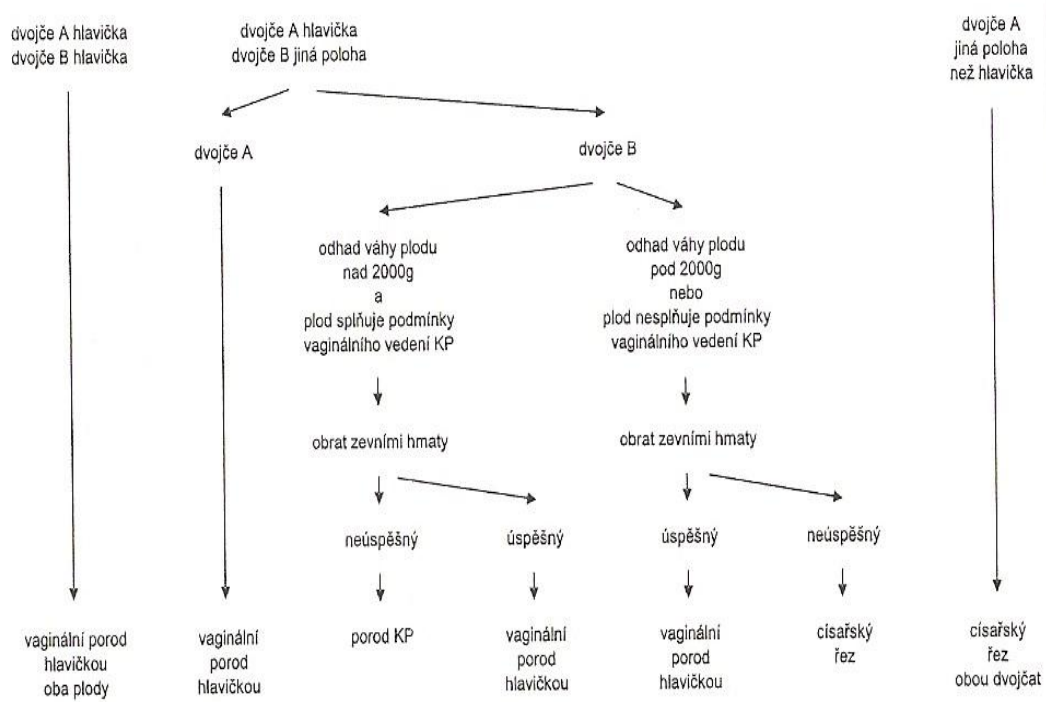 dvojče A hlavička
dvojče B hlavička
dvojče A hlavička
dvojče B jiná poloha
dvojče A
jiná poloha
než hlavička
dvojče A
dvojče B
odhad váhy plodu
nad 2000g
a
plod splňuje podmínky
vaginálního vedení KP
odhad váhy plodu
pod 2000g
nebo
plod nesplňuje podmínky
vaginálního vedení KP
obrat zevními hmaty
obrat zevními hmaty
neúspěšný
úspěšný
úspěšný
neúspěšný
vaginální porod
hlavičkou
oba plody
vaginální
porod
hlavičkou
porod KP
vaginální
porod
hlavičkou
vaginální
porod
hlavičkou
císařský
řez
císařský
řez
obou dvojčat